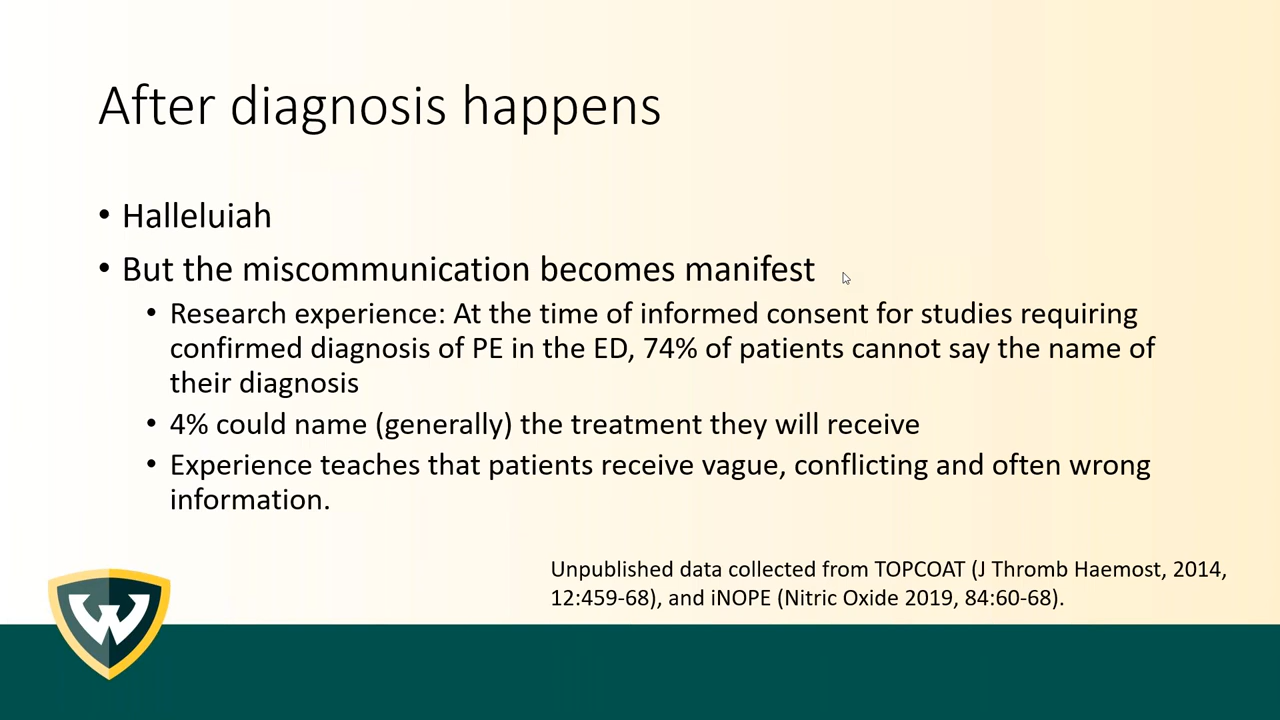 After diagnosis happens
• Halleluiah
• But the miscommunication becomes manifest
• Research experience: At the time of informed consent for studies requiring
confirmed diagnosis of PE in the ED, 74% of patients cannot say the name of
their diagnosis
• 4% could name (generally) the treatment they will receive
• Experience teaches that patients receive vague, conflicting and often wrong
information.
Unpublished data collected from TOPCOAT (J Thromb Haemost, 2014,
12:459-68), and iNOPE (Nitric Oxide 2019, 84:60-68).
W